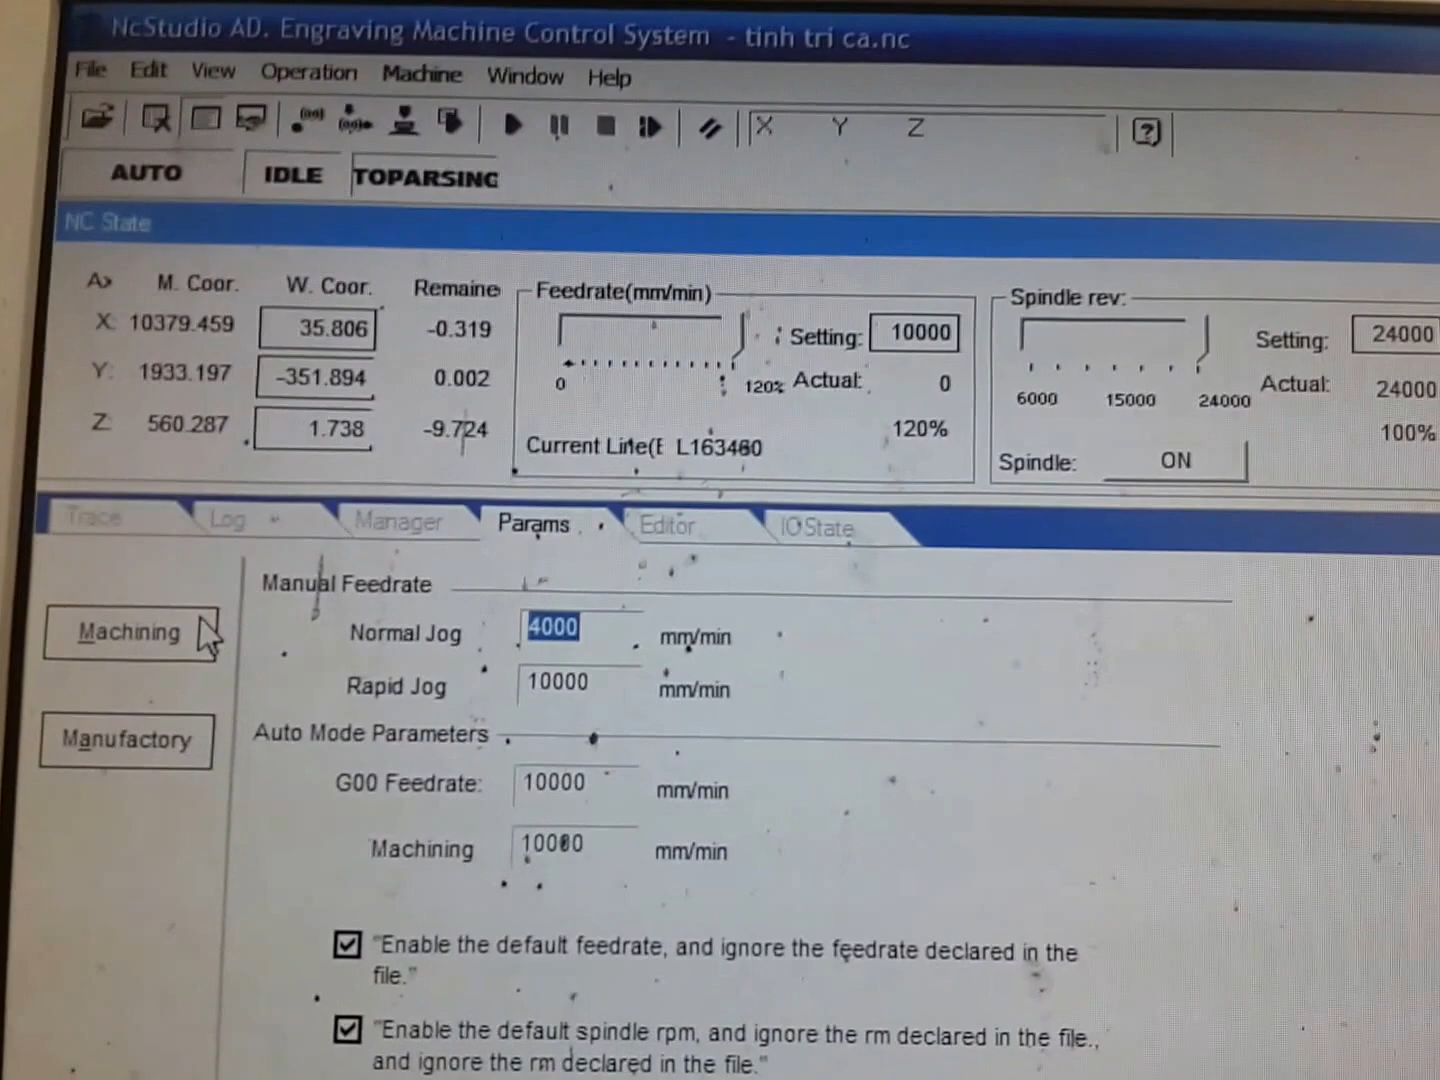 NcStudio AD. Engraving Machine Control System - tinh tri ca.nc
File Edit View Operation Machine Window Help
X Y Z
AUTO IDLE TOPARSING
NC State
A> M. Coor. W. Coor. Remaine Feedrate(mm/min) Spindle rev:
X: 10379.459 35.806 -0.319 Setting: 10000 Setting: 24000
Y: 1933.197 -351.894 0.002 0 120% Actual: 0 6000 15000 24000 Actual: 24000
Z: 560.287 1.738 -9.724 120% 100%
Current Line(E L163460 Spindle: ON
Trace Log Manager Params Editor IOState
Manual Feedrate
Machining Normal Jog 4000 mm/min
Rapid Jog 10000 mm/min
Manufactory Auto Mode Parameters
G00 Feedrate: 10000 mm/min
Machining 10000 mm/min
"Enable the default feedrate, and ignore the feedrate declared in the
file."
"Enable the default spindle rpm, and ignore the rm declared in the file.,
and ignore the rm declared in the file."